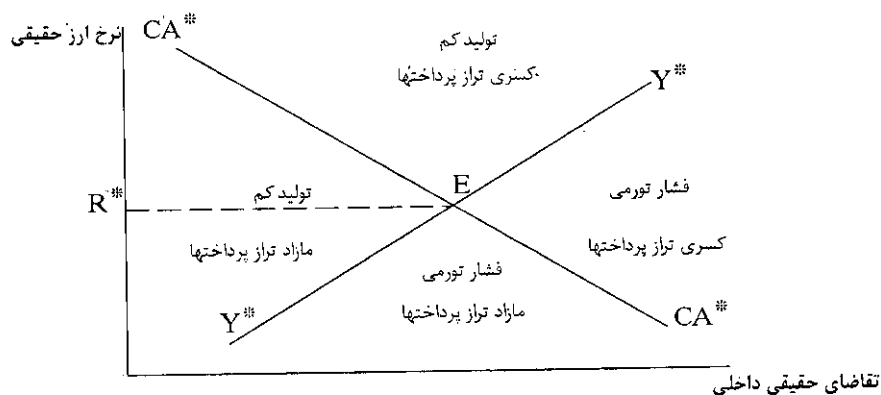 CA*
نرخ ارز حقیقی
تولید کم
کسری تراز پرداختها
Y*
E
تولید کم
فشار تورمی
R*
مازاد تراز پرداختها
کسری تراز پرداختها
فشار تورمی
مازاد تراز پرداختها
Y*
CA*
تقاضای حقیقی داخلی